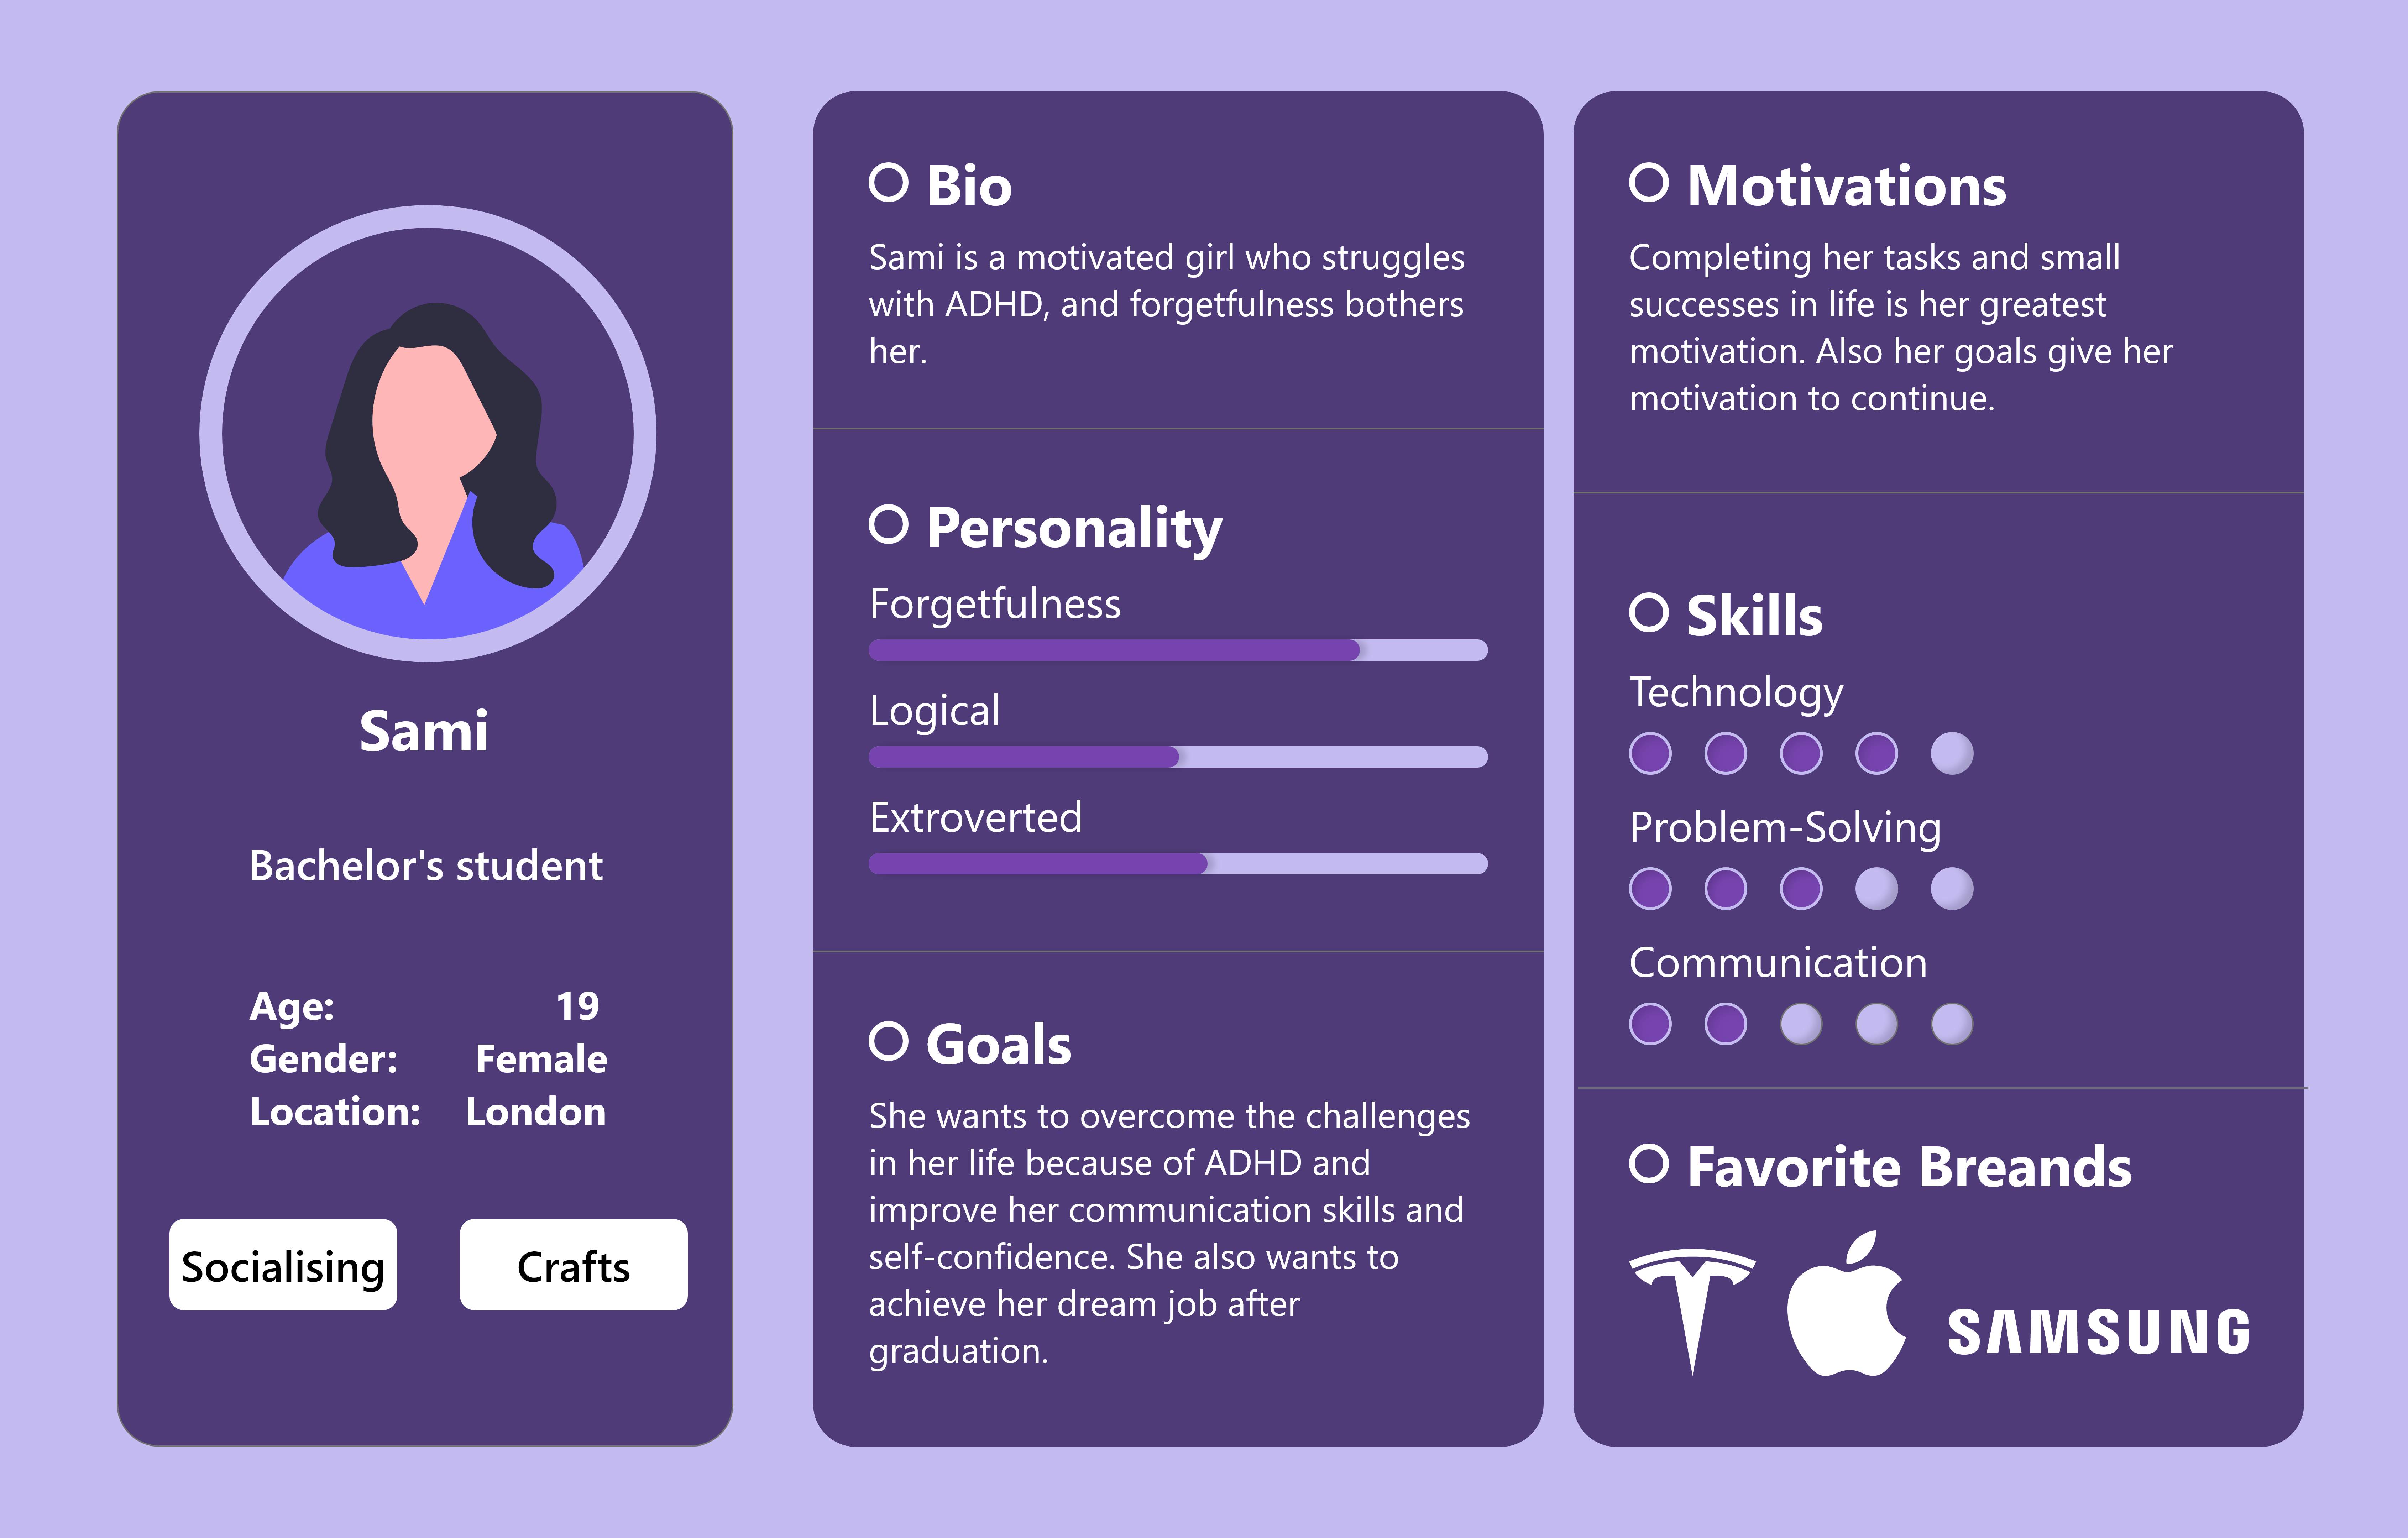 Sami
Bachelor's student
Age: 19
Gender: Female
Location: London
Socialising
Crafts
Bio
Sami is a motivated girl who struggles
with ADHD, and forgetfulness bothers
her.
Personality
Forgetfulness
Logical
Extroverted
Goals
She wants to overcome the challenges
in her life because of ADHD and
improve her communication skills and
self-confidence. She also wants to
achieve her dream job after
graduation.
Motivations
Completing her tasks and small
successes in life is her greatest
motivation. Also her goals give her
motivation to continue.
Skills
Technology
Problem-Solving
Communication
Favorite Breands
SAMSUNG